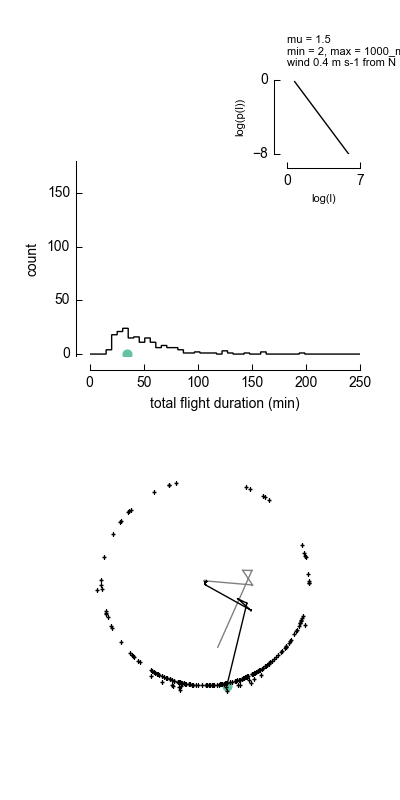 mu = 1.5
min = 2, max = 1000_m
wind 0.4 m s-1 from N
0
log(p(l))
−8
0
7
log(l)
150
count
100
50
0
0
50
100
150
200
250
total flight duration (min)